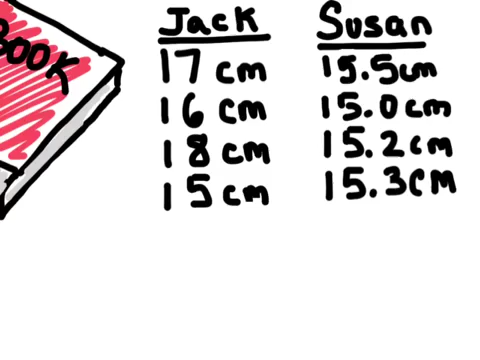 BOOK
Jack
17 cm
16 cm
18 cm
15 cm
Susan
15.5cm
15.0cm
15.2cm
15.3cm